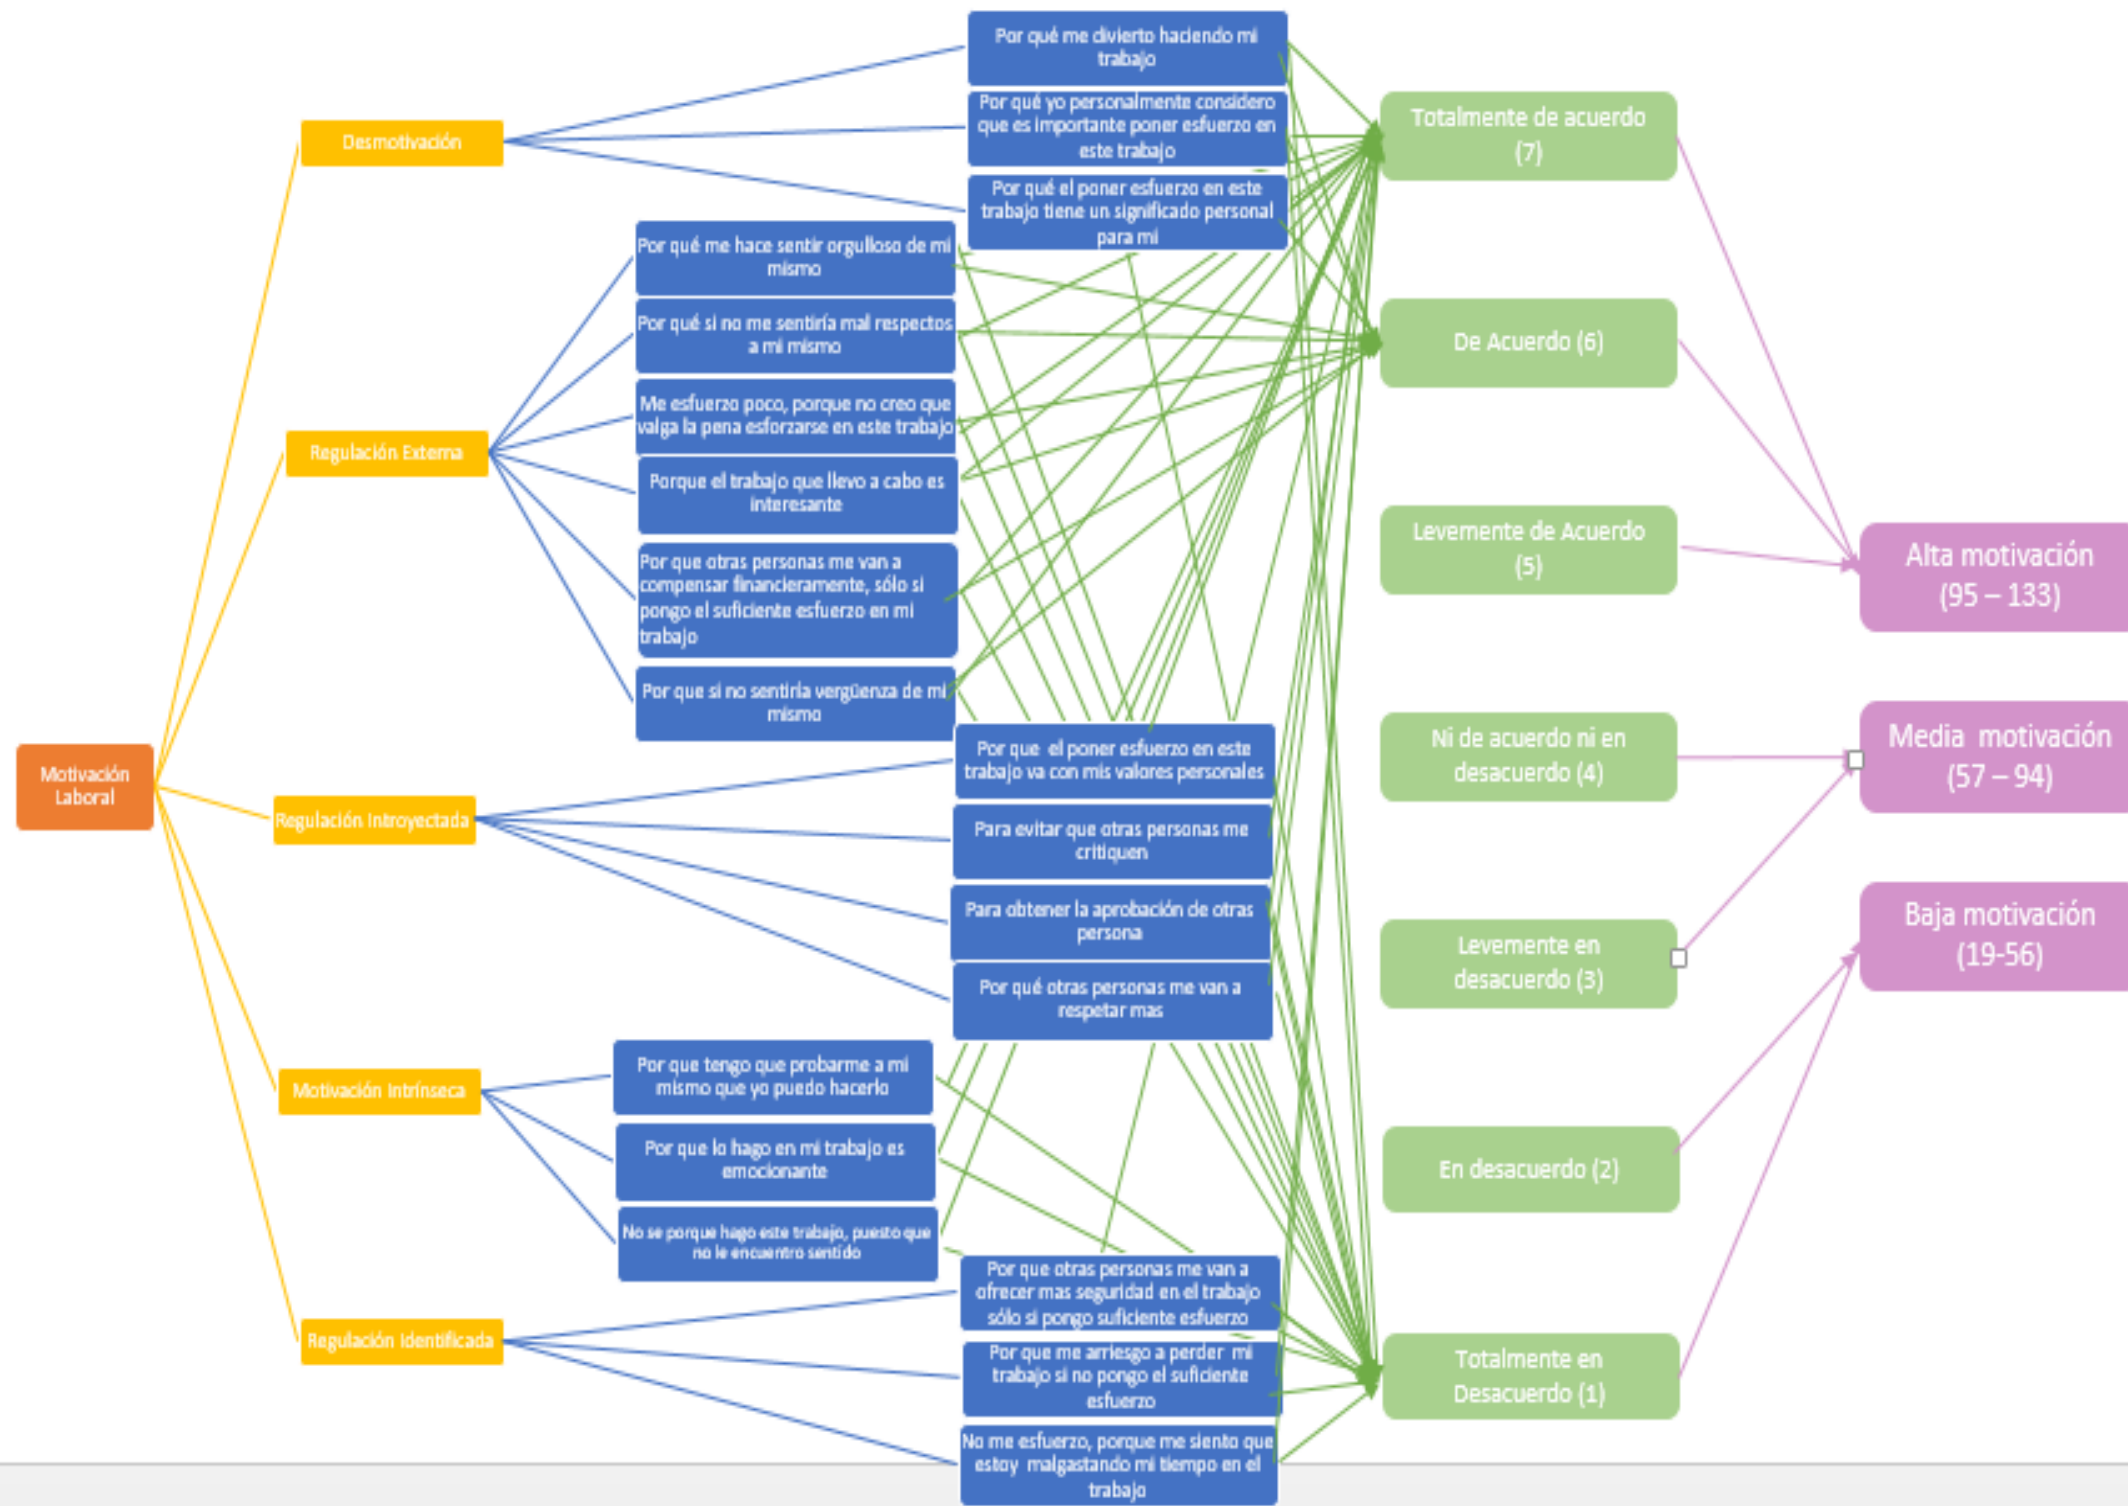 Motivación
Laboral
Desmotivación
Regulación Externa
Regulación Introyectada
Motivación Intrínseca
Regulación Identificada
Por qué me divierto haciendo mi
trabajo
Por qué yo personalmente considero
que es importante poner esfuerzo en
este trabajo
Por qué el poner esfuerzo en este
trabajo tiene un significado personal
para mi
Por qué me hace sentir orgulloso de mi
mismo
Por qué si no me sentiría mal respectos
a mi mismo
Me esfuerzo poco, porque no creo que
valga la pena esforzarse en este trabajo
Porque el trabajo que llevo a cabo es
interesante
Por que otras personas me van a
compensar financieramente, sólo si
pongo el suficiente esfuerzo en mi
trabajo
Por que si no sentiría vergüenza de mi
mismo
Por que el poner esfuerzo en este
trabajo va con mis valores personales
Para evitar que otras personas me
critiquen
Para obtener la aprobación de otras
persona
Por qué otras personas me van a
respetar mas
Por que tengo que probarme a mi
mismo que yo puedo hacerlo
Por que lo hago en mi trabajo es
emocionante
No se porque hago este trabajo, puesto que
no le encuentro sentido
Por que otras personas me van a
ofrecer mas seguridad en el trabajo
sólo si pongo suficiente esfuerzo
Por que me arriesgo a perder mi
trabajo si no pongo el suficiente
esfuerzo
No me esfuerzo, porque me siento que
estoy malgastando mi tiempo en el
trabajo
Totalmente de acuerdo
(7)
De Acuerdo (6)
Levemente de Acuerdo
(5)
Ni de acuerdo ni en
desacuerdo (4)
Levemente en
desacuerdo (3)
En desacuerdo (2)
Totalmente en
Desacuerdo (1)
Alta motivación
(95 – 133)
Media motivación
(57 – 94)
Baja motivación
(19-56)